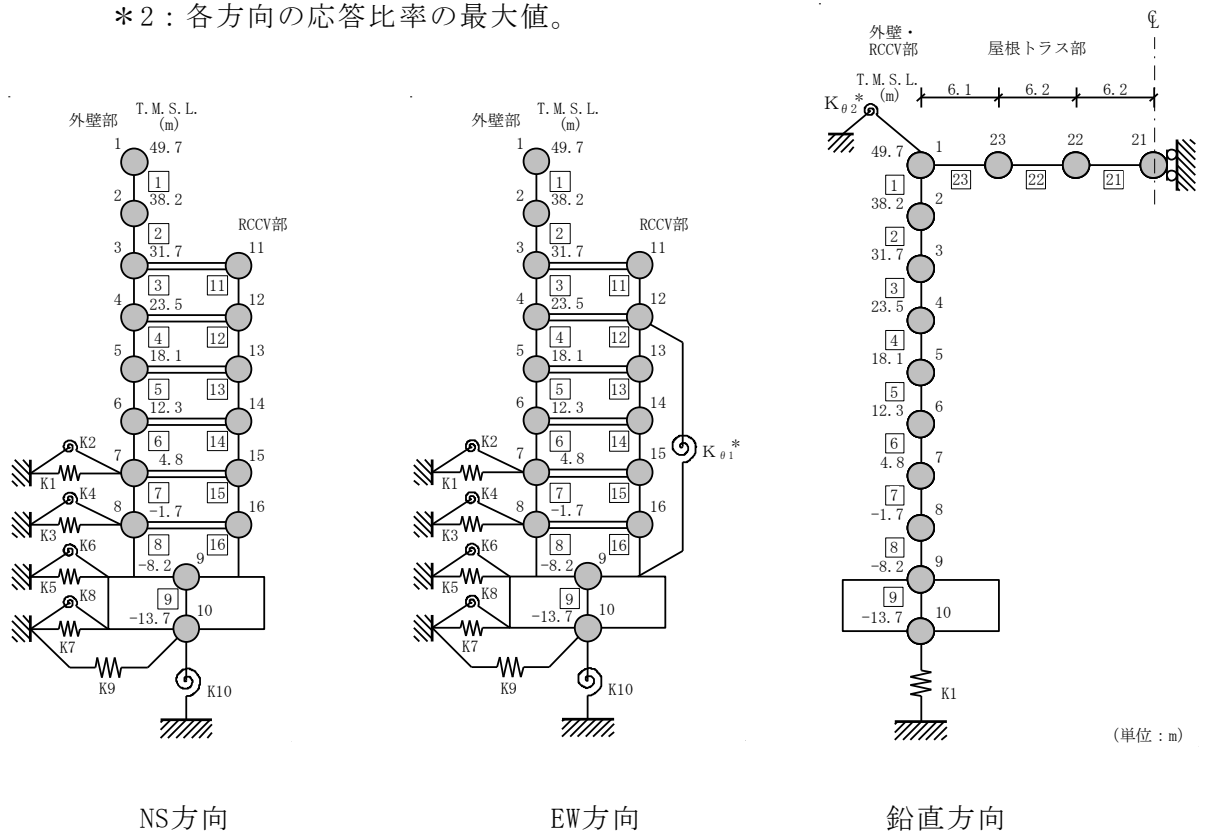 *2:各方向の応答比率の最大値。
T.M.S.L.
(m)
外壁部
1
49.7
1
2
38.2
2
RCCV部
3
31.7
11
3
11
4
23.5
12
4
12
5
18.1
13
5
13
6
12.3
14
6
14
K2
7
4.8
15
K1
7
15
K4
8
-1.7
16
K3
8
16
K6
-8.2
9
K5
9
K8
-13.7
10
K7
K9
K10
NS方向
T.M.S.L.
(m)
外壁部
1
49.7
1
2
38.2
2
RCCV部
3
31.7
11
3
11
4
23.5
12
4
12
5
18.1
13
5
13
6
12.3
14
6
14
Kθ1*
K2
7
4.8
15
K1
7
15
K4
8
-1.7
16
K3
8
16
K6
-8.2
9
K5
9
K8
-13.7
10
K7
K9
K10
EW方向
外壁・
RCCV部
屋根トラス部
℄
T.M.S.L.
(m)
6.1
6.2
6.2
Kθ2*
49.7
1
23
22
21
1
23
22
21
38.2
2
2
31.7
3
3
23.5
4
4
18.1
5
5
12.3
6
6
4.8
7
7
-1.7
8
8
-8.2
9
9
-13.7
10
K1
(単位:m)
鉛直方向